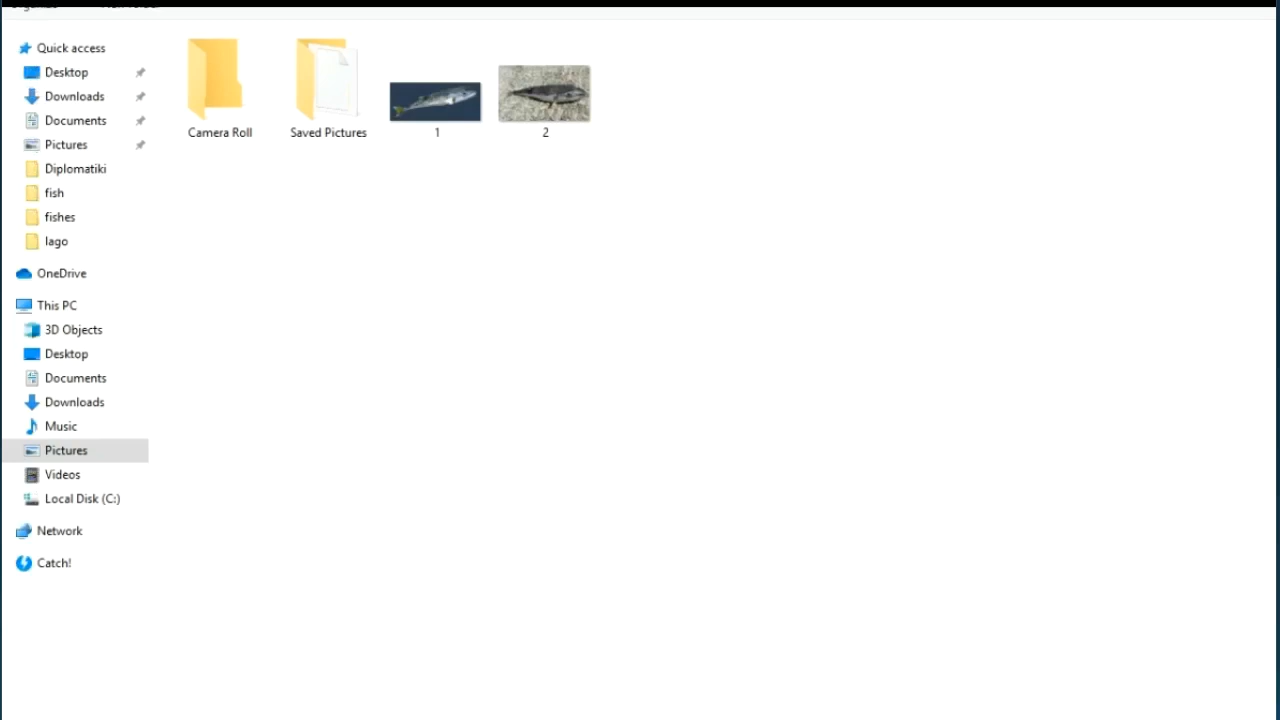 Quick access
Desktop
Downloads
Documents
Pictures
Diplomatiki
fish
fishes
lago
OneDrive
This PC
3D Objects
Desktop
Documents
Downloads
Music
Pictures
Videos
Local Disk (C:)
Network
Catch!
Camera Roll
Saved Pictures
1
2